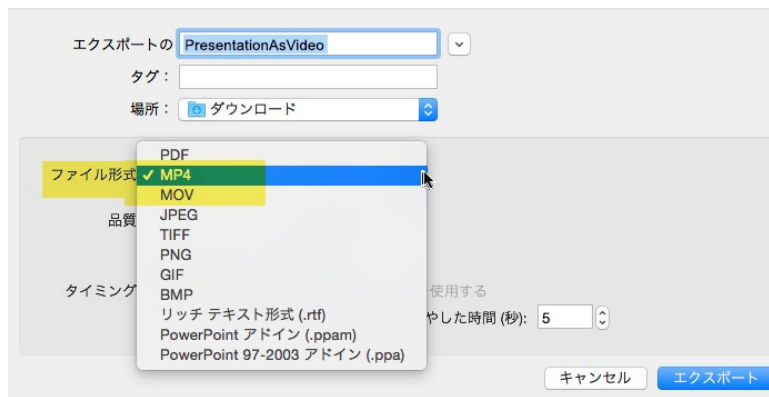 エクスポートの PresentationAsVideo
タグ：
場所： ダウンロード
PDF
ファイル形式 ✓ MP4
MOV
品質 JPEG
TIFF
PNG
GIF
タイミング BMP 使用する
リッチ テキスト形式 (.rtf) やした時間 (秒): 5
PowerPoint アドイン (.ppam)
PowerPoint 97-2003 アドイン (.ppa)
キャンセル エクスポート